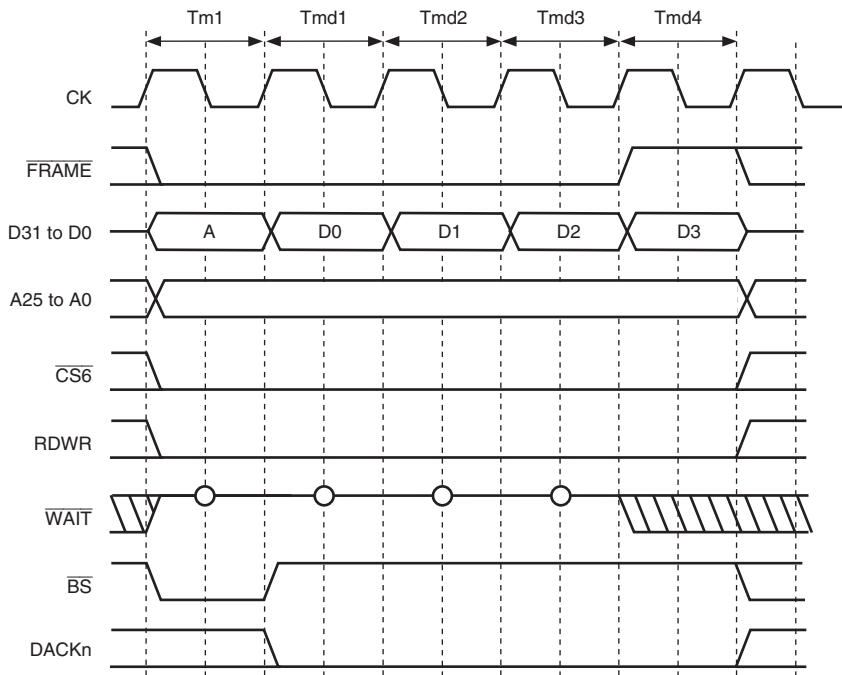 Tm1 Tmd1 Tmd2 Tmd3 Tmd4
CK
FRAME
D31 to D0 A D0 D1 D2 D3
A25 to A0
CS6
RDWR
WAIT
BS
DACKn